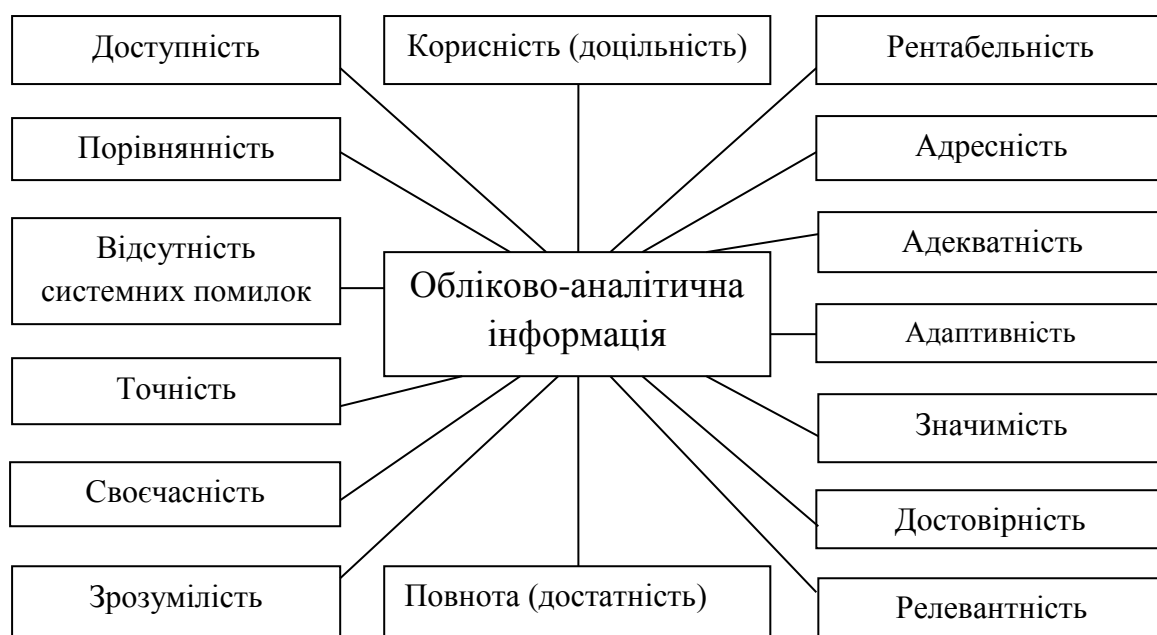 Доступність
Корисність (доцільність)
Рентабельність
Порівнянність
Адресність
Відсутність
системних помилок
Адекватність
Обліково-аналітична
інформація
Адаптивність
Точність
Значимість
Своєчасність
Достовірність
Зрозумілість
Повнота (достатність)
Релевантність